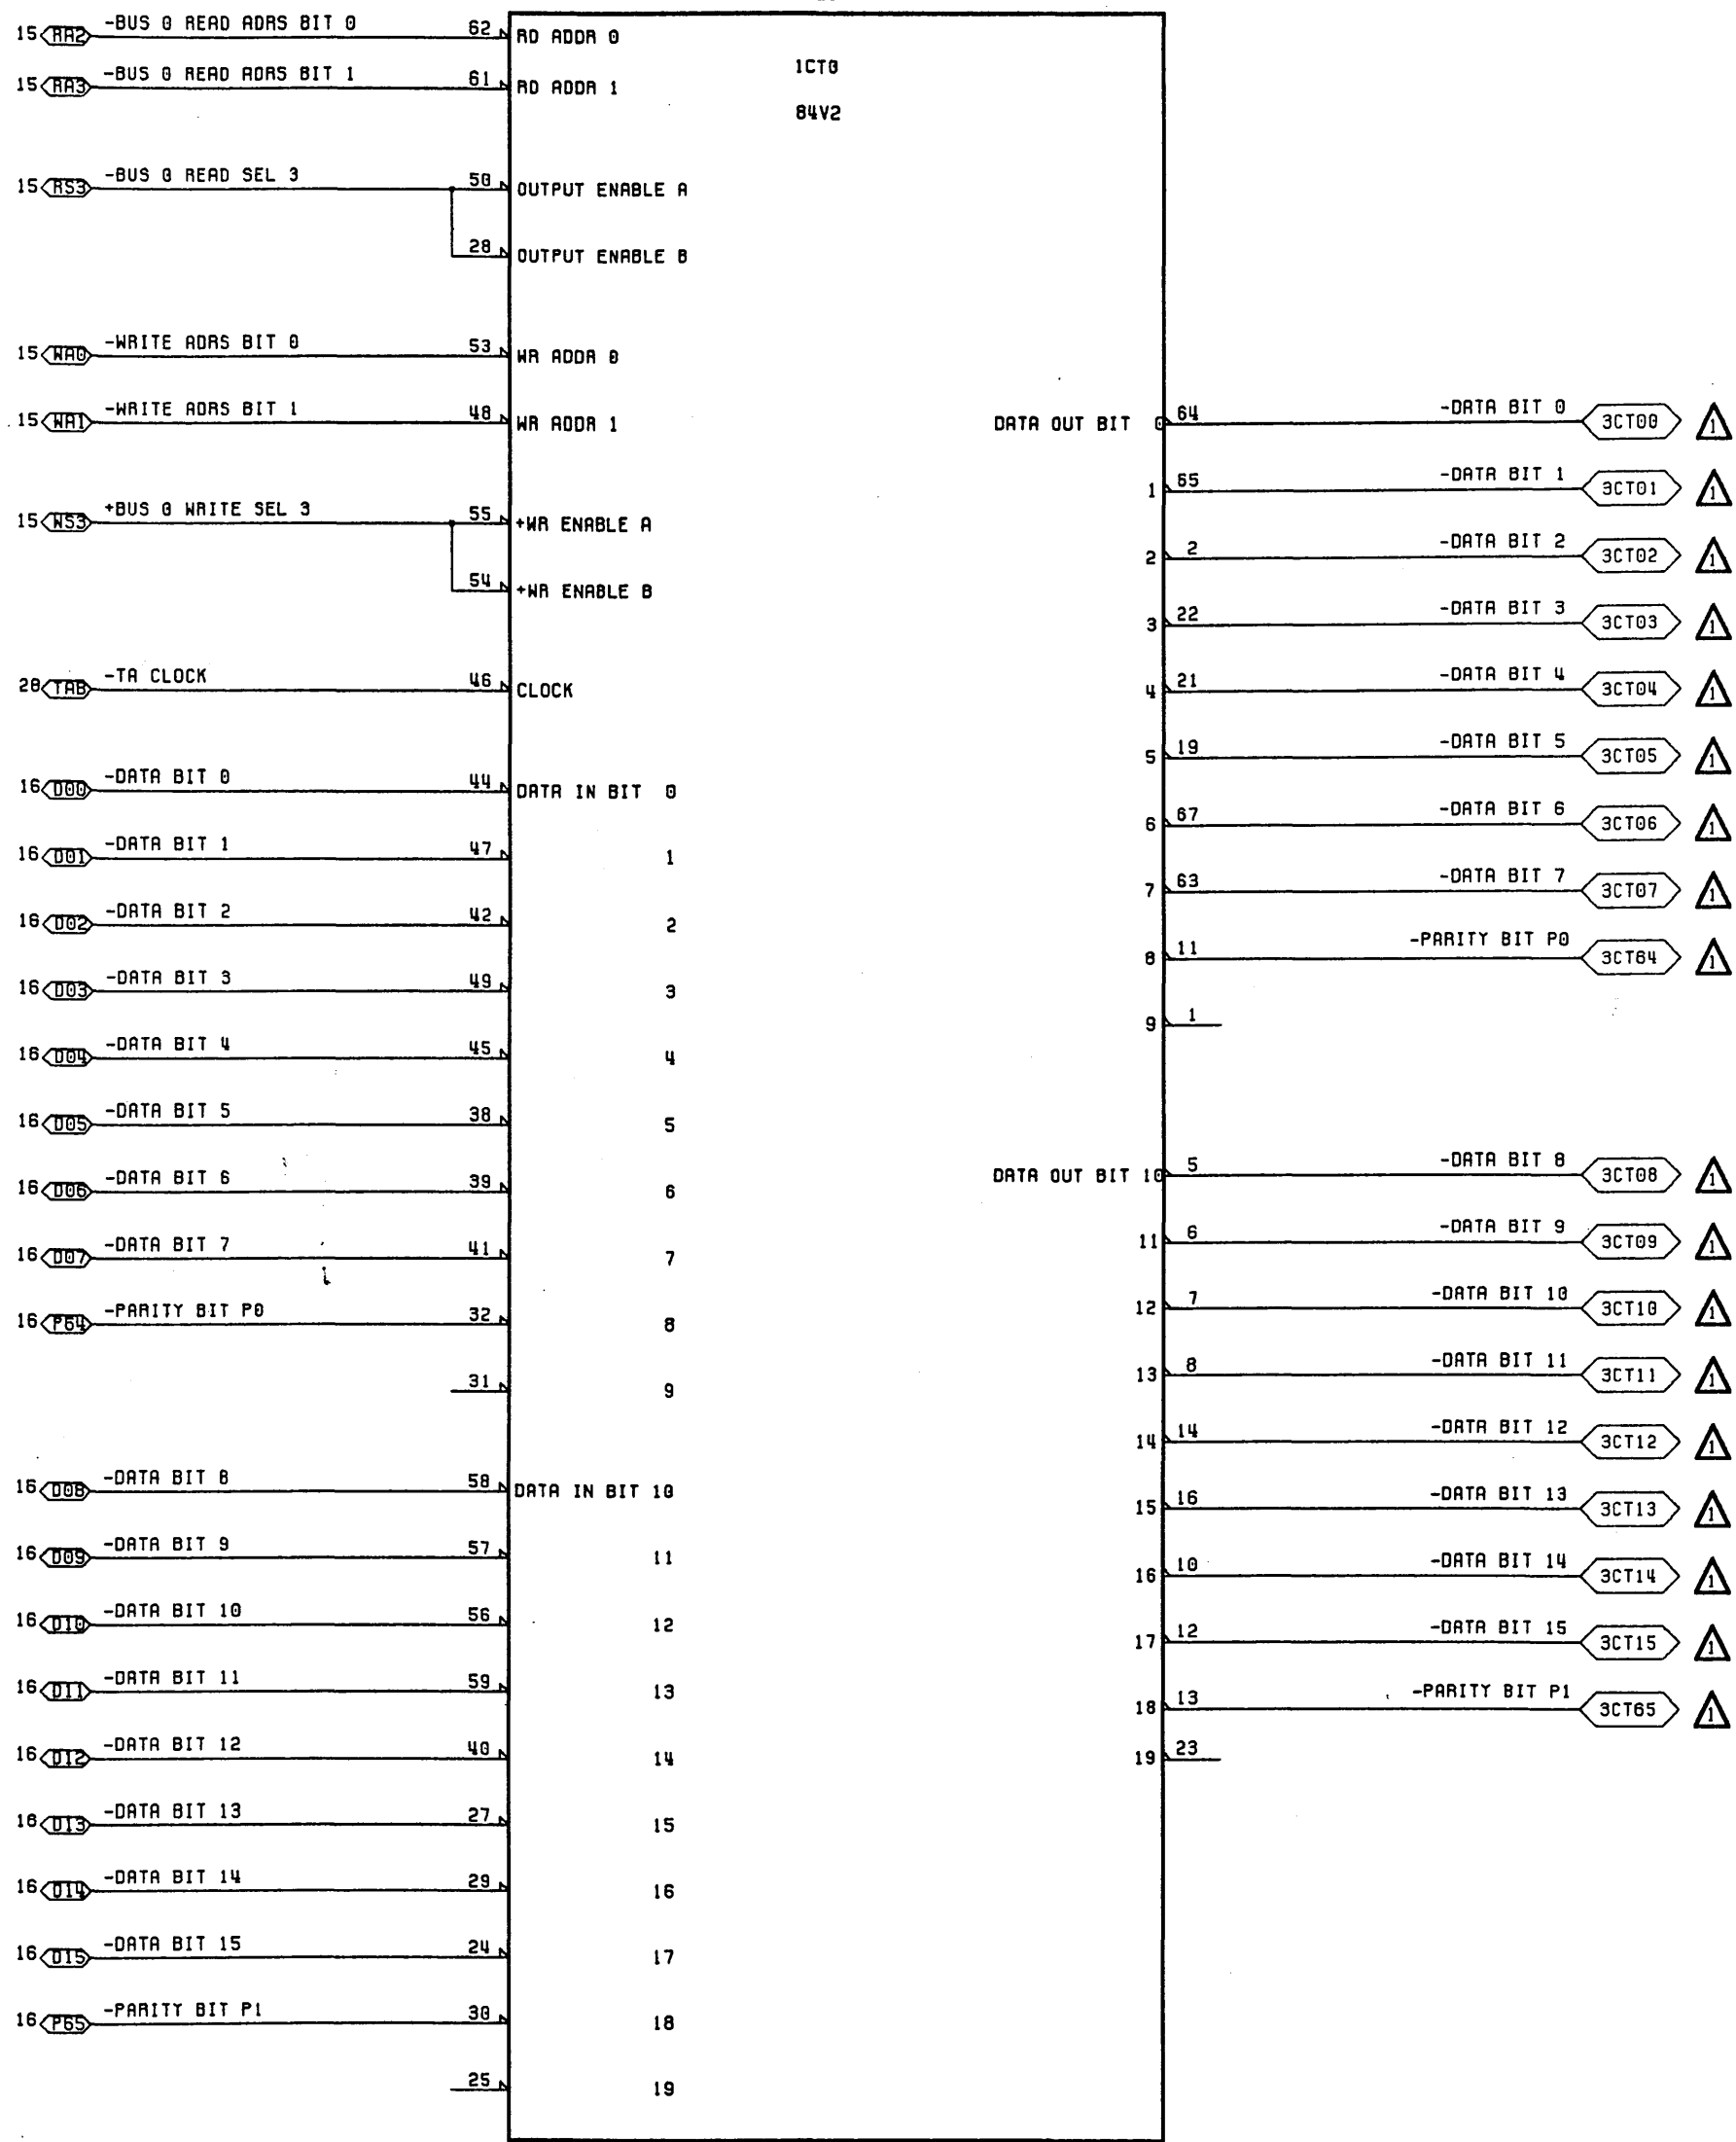 15 RA2 -BUS 0 READ ADRS BIT 0 62 RD ADDR 0
1CT0
15 RA3 -BUS 0 READ ADRS BIT 1 61 RD ADDR 1
84V2
15 RS3 -BUS 0 READ SEL 3 50 OUTPUT ENABLE A
28 OUTPUT ENABLE B
15 WA0 -WRITE ADRS BIT 0 53 WR ADDR 0
15 WA1 -WRITE ADRS BIT 1 48 WR ADDR 1
DATA OUT BIT 0 64 -DATA BIT 0 3CT00 1
1 65 -DATA BIT 1 3CT01 1
15 WS3 +BUS 0 WRITE SEL 3 55 +WR ENABLE A
2 2 -DATA BIT 2 3CT02 1
54 +WR ENABLE B
3 22 -DATA BIT 3 3CT03 1
28 TAB -TA CLOCK 46 CLOCK
4 21 -DATA BIT 4 3CT04 1
5 19 -DATA BIT 5 3CT05 1
16 D00 -DATA BIT 0 44 DATA IN BIT 0
6 67 -DATA BIT 6 3CT06 1
16 D01 -DATA BIT 1 47 1
7 63 -DATA BIT 7 3CT07 1
16 D02 -DATA BIT 2 42 2
8 11 -PARITY BIT P0 3CT64 1
16 D03 -DATA BIT 3 49 3
9 1
16 D04 -DATA BIT 4 45 4
16 D05 -DATA BIT 5 38 5
DATA OUT BIT 10 5 -DATA BIT 8 3CT08 1
16 D06 -DATA BIT 6 39 6
11 6 -DATA BIT 9 3CT09 1
16 D07 -DATA BIT 7 41 7
12 7 -DATA BIT 10 3CT10 1
16 P64 -PARITY BIT P0 32 8
13 8 -DATA BIT 11 3CT11 1
31 9
14 14 -DATA BIT 12 3CT12 1
16 D08 -DATA BIT 8 58 DATA IN BIT 10
15 16 -DATA BIT 13 3CT13 1
16 D09 -DATA BIT 9 57 11
16 10 -DATA BIT 14 3CT14 1
16 D10 -DATA BIT 10 56 12
17 12 -DATA BIT 15 3CT15 1
16 D11 -DATA BIT 11 59 13
18 13 -PARITY BIT P1 3CT65 1
16 D12 -DATA BIT 12 40 14
19 23
16 D13 -DATA BIT 13 27 15
16 D14 -DATA BIT 14 29 16
16 D15 -DATA BIT 15 24 17
16 P65 -PARITY BIT P1 30 18
25 19